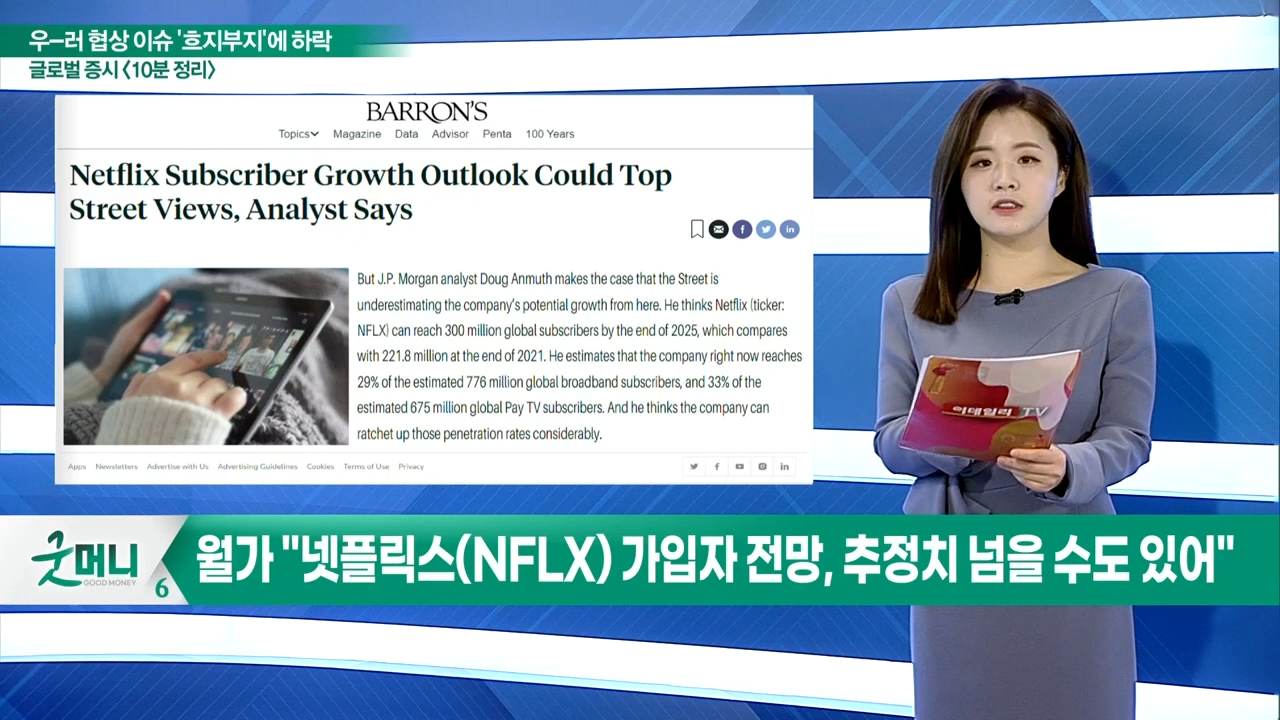 우-러 협상 이슈 '흐지부지'에 하락
글로벌 증시 <10분 정리>
BARRON'S
Topics Magazine Data Advisor Penta 100 Years
Netflix Subscriber Growth Outlook Could Top
Street Views, Analyst Says
But J.P. Morgan analyst Doug Anmuth makes the case that the Street is
underestimating the company's potential growth from here. He thinks Netflix (ticker:
NFLX) can reach 300 million global subscribers by the end of 2025, which compares
with 221.8 million at the end of 2021. He estimates that the company right now reaches
29% of the estimated 776 million global broadband subscribers, and 33% of the
estimated 675 million global Pay TV subscribers. And he thinks the company can
ratchet up those penetration rates considerably.
Apps Newsletters Advertise with Us Advertising Guidelines Cookies Terms of Use Privacy
이데일리 TV
굿머니
GOOD MONEY
6
월가 "넷플릭스(NFLX) 가입자 전망, 추정치 넘을 수도 있어"